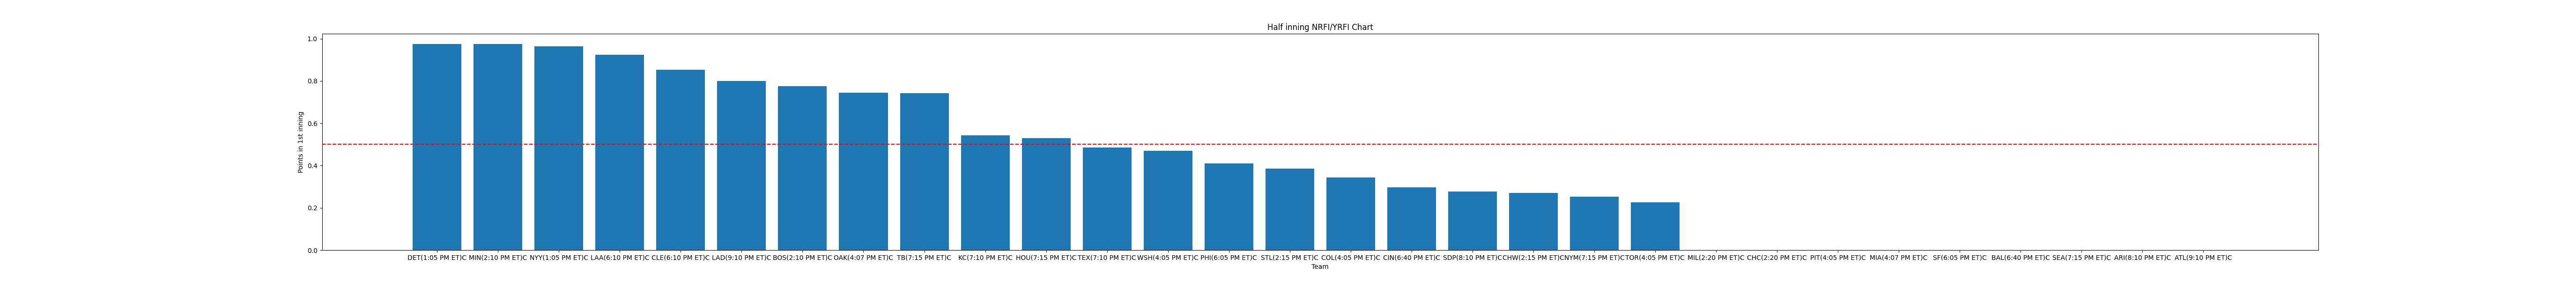 Half inning NRFI/YRFI Chart
Points in 1st inning
1.0
0.8
0.6
0.4
0.2
0.0
DET(1:05 PM ET)C MIN(2:10 PM ET)C NYY(1:05 PM ET)C LAA(6:10 PM ET)C CLE(6:10 PM ET)C LAD(9:10 PM ET)C BOS(2:10 PM ET)C OAK(4:07 PM ET)C TB(7:15 PM ET)C KC(7:10 PM ET)C HOU(7:15 PM ET)C TEX(7:10 PM ET)C WSH(4:05 PM ET)C PHI(6:05 PM ET)C STL(2:15 PM ET)C COL(4:05 PM ET)C CIN(6:40 PM ET)C SDP(8:10 PM ET)C CHW(2:15 PM ET)C NYM(7:15 PM ET)C TOR(4:05 PM ET)C MIL(2:20 PM ET)C CHC(2:20 PM ET)C PIT(4:05 PM ET)C MIA(4:07 PM ET)C SF(6:05 PM ET)C BAL(6:40 PM ET)C SEA(7:15 PM ET)C ARI(8:10 PM ET)C ATL(9:10 PM ET)C
Team